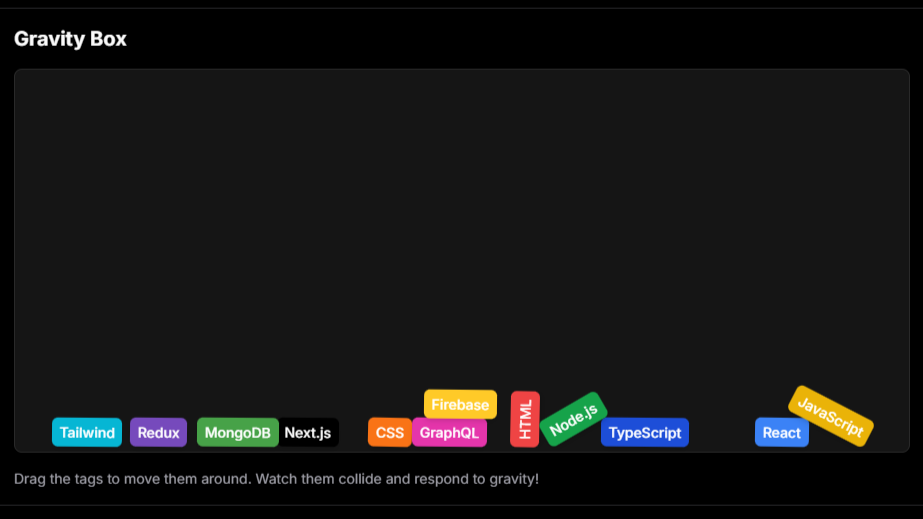 Gravity Box
Firebase
JavaScript
Tailwind
Redux
MongoDB
Next.js
CSS
GraphQL
HTML
Node.js
TypeScript
React
Drag the tags to move them around. Watch them collide and respond to gravity!